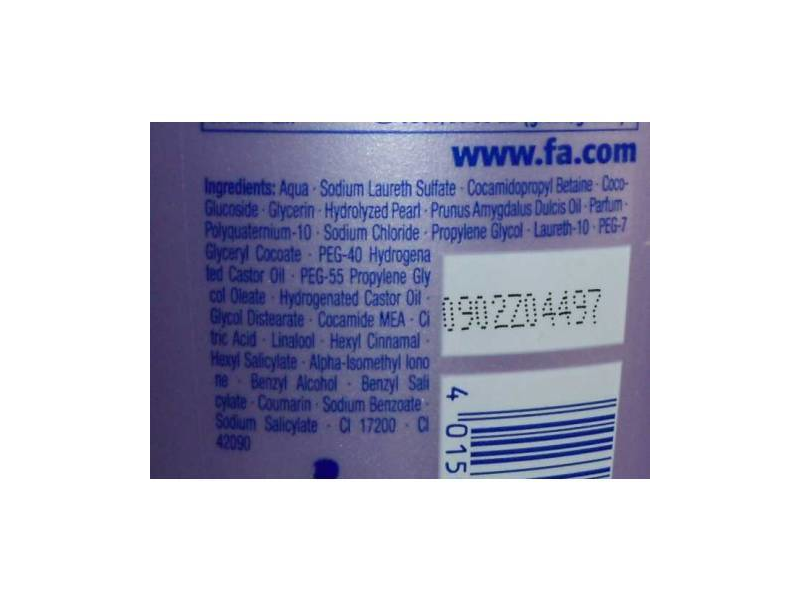 www.fa.com
Ingredients: Aqua · Sodium Laureth Sulfate · Cocamidopropyl Betaine · Coco-
Glucoside · Glycerin · Hydrolyzed Pearl · Prunus Amygdalus Dulcis Oil · Parfum ·
Polyquaternium-10 · Sodium Chloride · Propylene Glycol · Laureth-10 · PEG-7
Glyceryl Cocoate · PEG-40 Hydrogena
ted Castor Oil · PEG-55 Propylene Gly
col Oleate · Hydrogenated Castor Oil ·
Glycol Distearate · Cocamide MEA · Ci
tric Acid · Linalool · Hexyl Cinnamal ·
Hexyl Salicylate · Alpha-Isomethyl Iono
ne · Benzyl Alcohol · Benzyl Sali
cylate · Coumarin · Sodium Benzoate ·
Sodium Salicylate · CI 17200 · CI
42090
0902Z04497
4 015